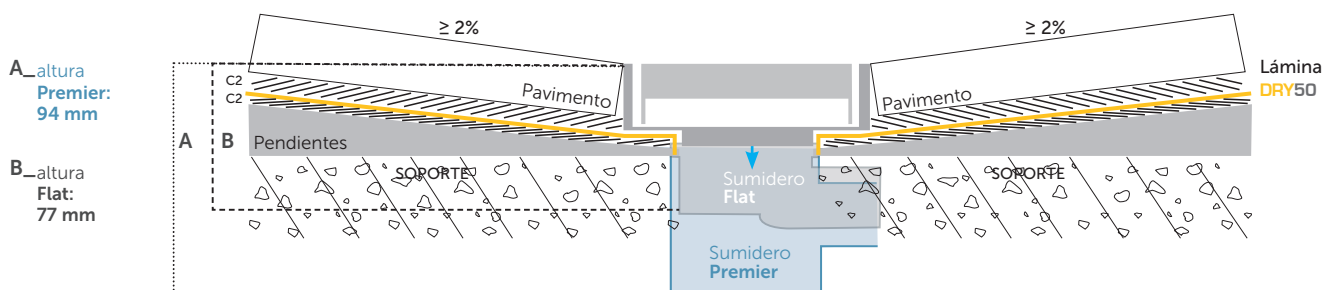 ≥ 2%
≥ 2%
A_altura
Premier:
94 mm
B_altura
Flat:
77 mm
A
B
C2
C2
Pavimento
Pavimento
Lámina
DRY50
Pendientes
SOPORTE
SOPORTE
Sumidero
Flat
Sumidero
Premier